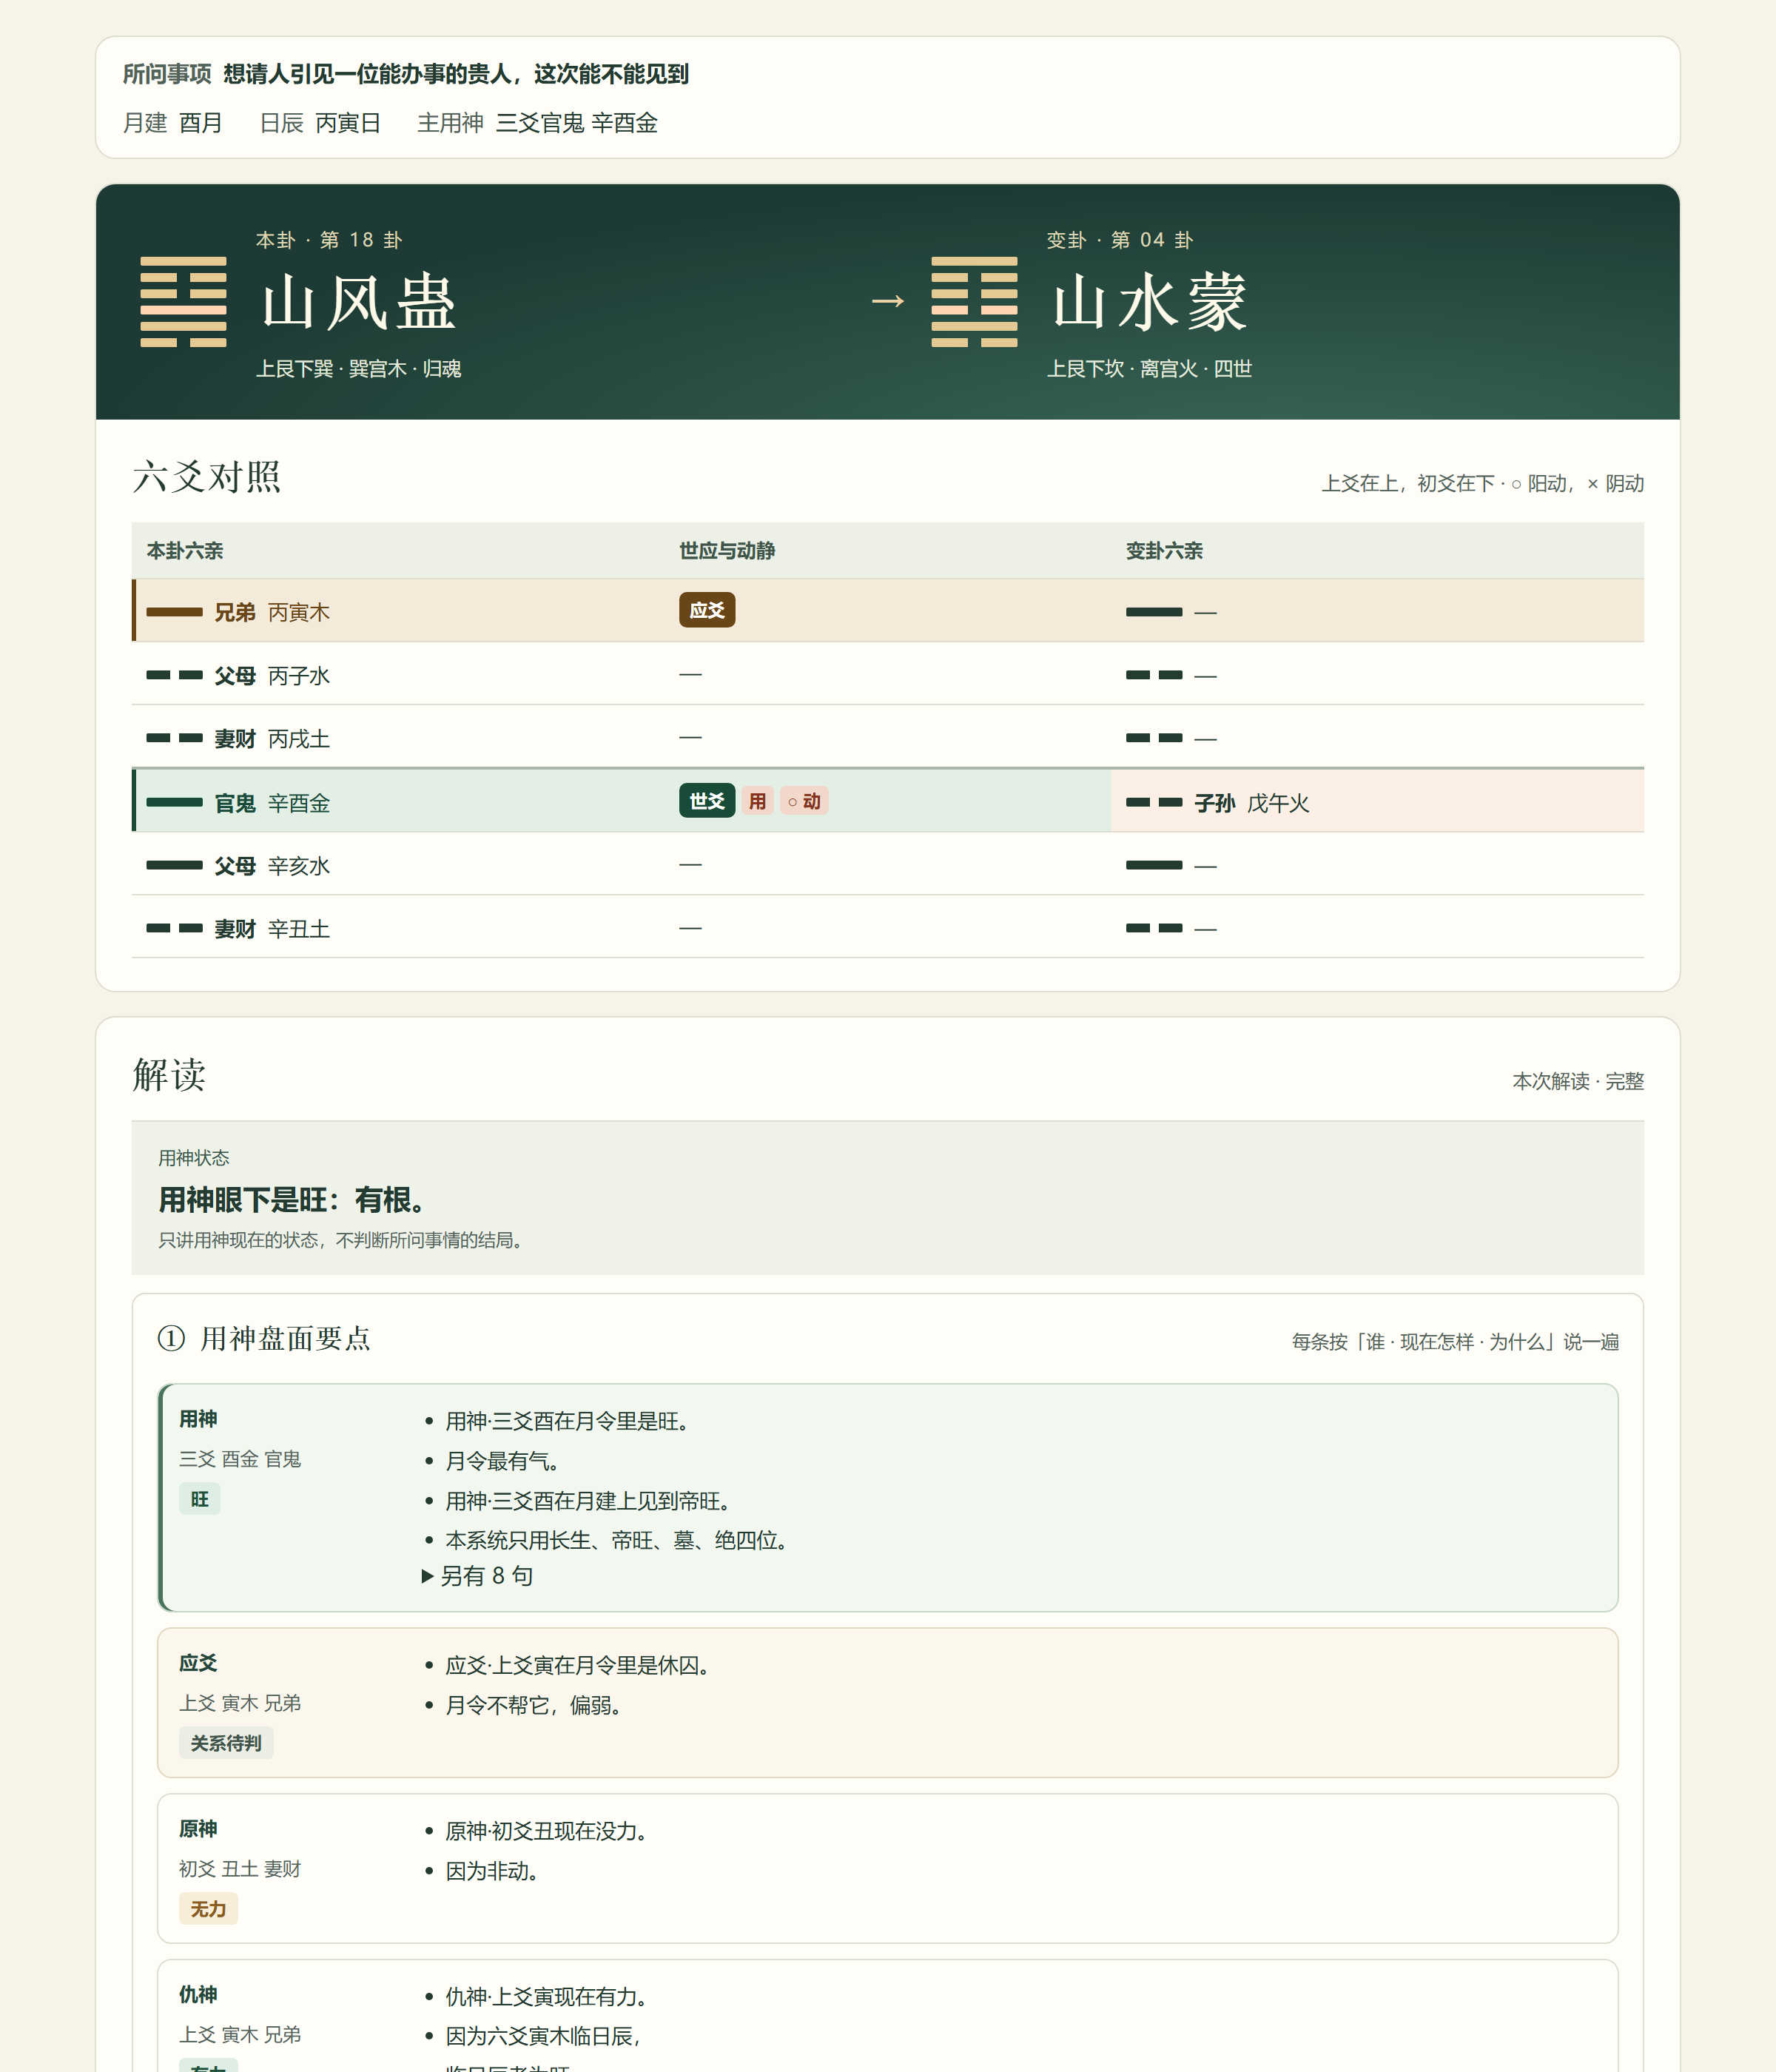 所问事项 想请人引见一位能办事的贵人，这次能不能见到
月建 酉月 日辰 丙寅日 主用神 三爻官鬼 辛酉金
本卦 · 第 18 卦
山风蛊
上艮下巽 · 巽宫木 · 归魂
→
变卦 · 第 04 卦
山水蒙
上艮下坎 · 离宫火 · 四世
六爻对照
上爻在上，初爻在下 · ○ 阳动，× 阴动
本卦六亲 世应与动静 变卦六亲
兄弟 丙寅木 应爻 —
父母 丙子水 — —
妻财 丙戌土 — —
官鬼 辛酉金 世爻 用 ○ 动 子孙 戊午火
父母 辛亥水 — —
妻财 辛丑土 — —
解读
本次解读 · 完整
用神状态
用神眼下是旺：有根。
只讲用神现在的状态，不判断所问事情的结局。
① 用神盘面要点
每条按「谁 · 现在怎样 · 为什么」说一遍
用神
三爻 酉金 官鬼
旺
• 用神·三爻酉在月令里是旺。
• 月令最有气。
• 用神·三爻酉在月建上见到帝旺。
• 本系统只用长生、帝旺、墓、绝四位。
▶ 另有 8 句
应爻
上爻 寅木 兄弟
关系待判
• 应爻·上爻寅在月令里是休囚。
• 月令不帮它，偏弱。
原神
初爻 丑土 妻财
无力
• 原神·初爻丑现在没力。
• 因为非动。
仇神
上爻 寅木 兄弟
• 仇神·上爻寅现在有力。
• 因为六爻寅木临日辰，